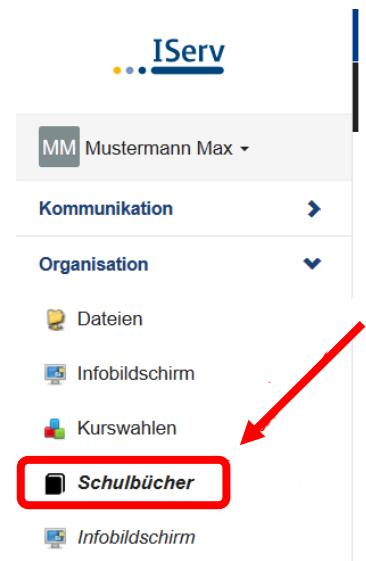 IServ
MM Mustermann Max
Kommunikation
Organisation
Dateien
Infobildschirm
Kurswahlen
Schulbücher
Infobildschirm